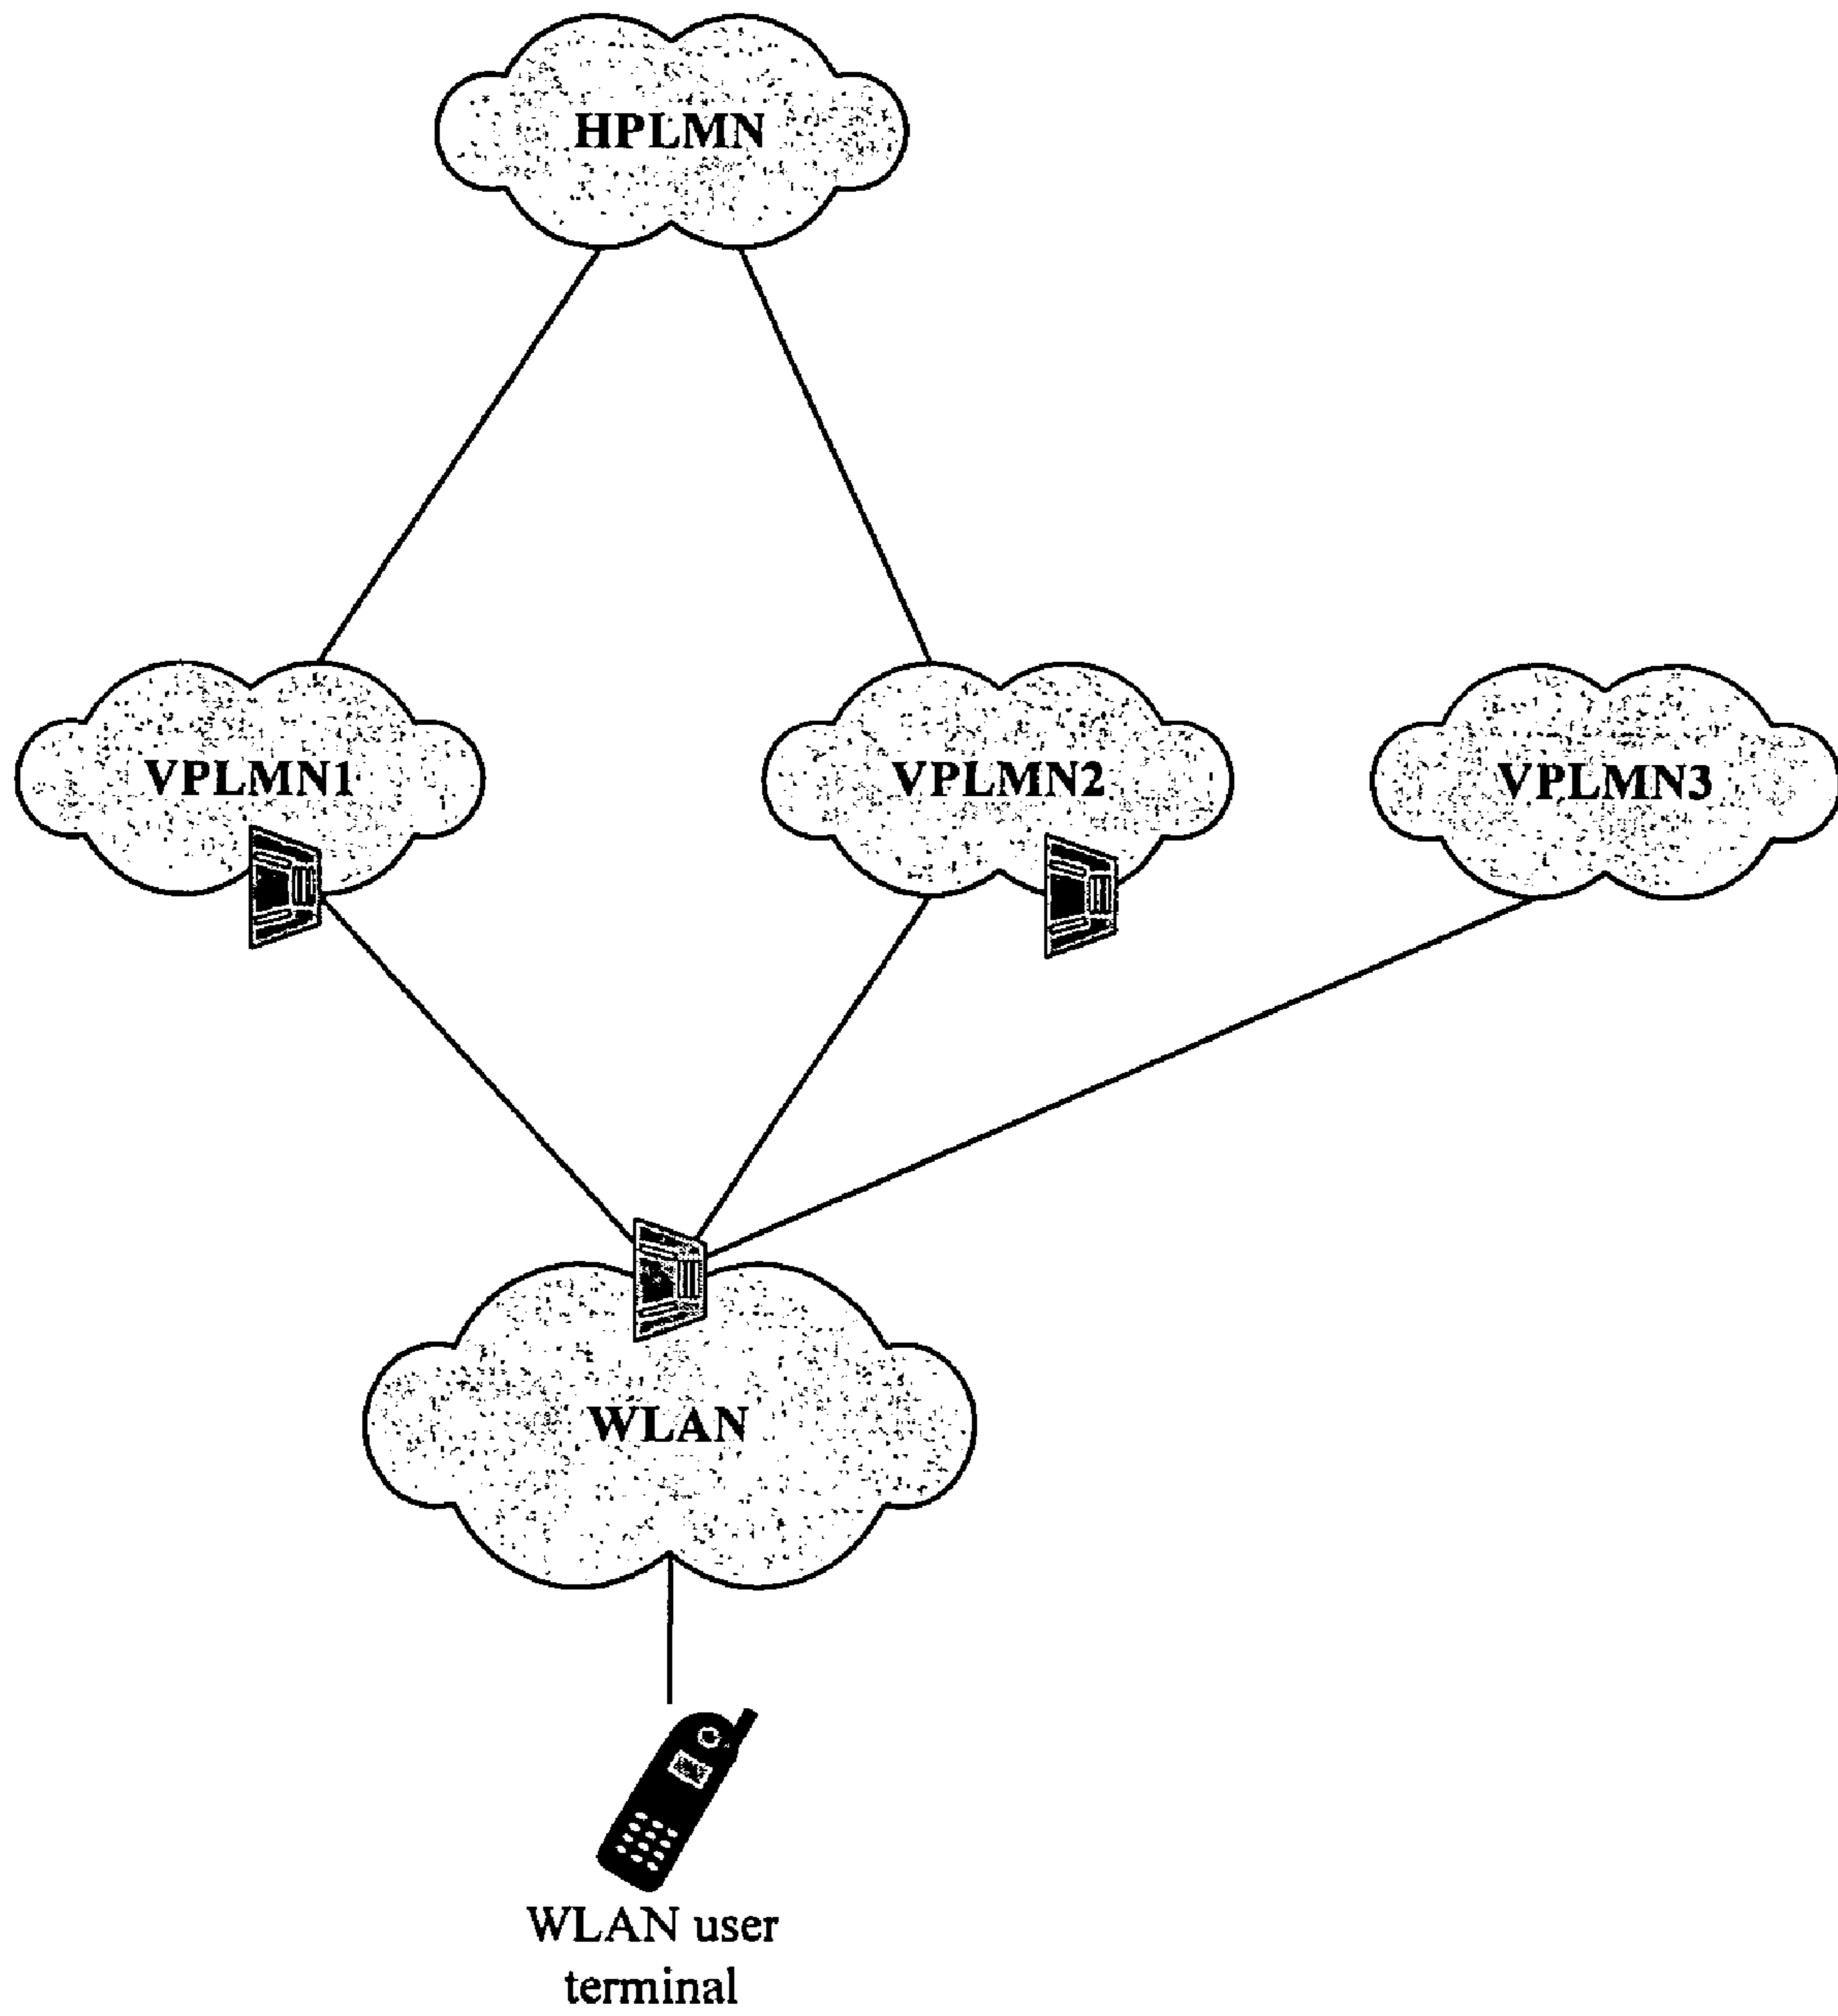 HPLMN
VPLMN1
VPLMN2
VPLMN3
WLAN
WLAN user
terminal